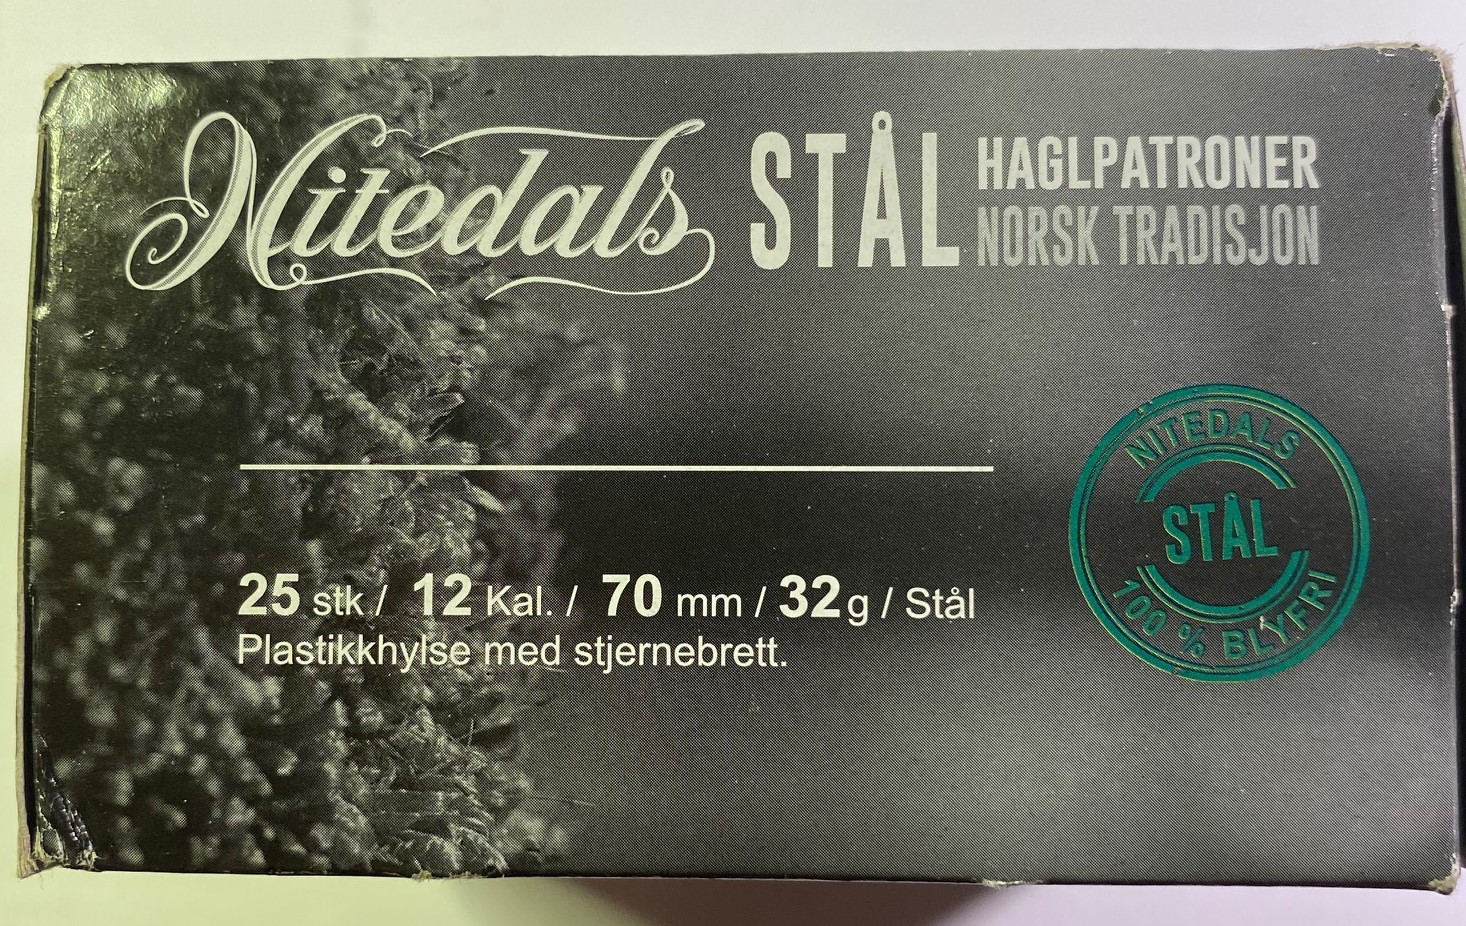 Nitedals STÅL HAGLPATRONER
NORSK TRADISJON
25 stk / 12 Kal. / 70 mm / 32g / Stål
Plastikkhylse med stjernebrett.
NITEDALS
STÅL
100 % BLYFRI